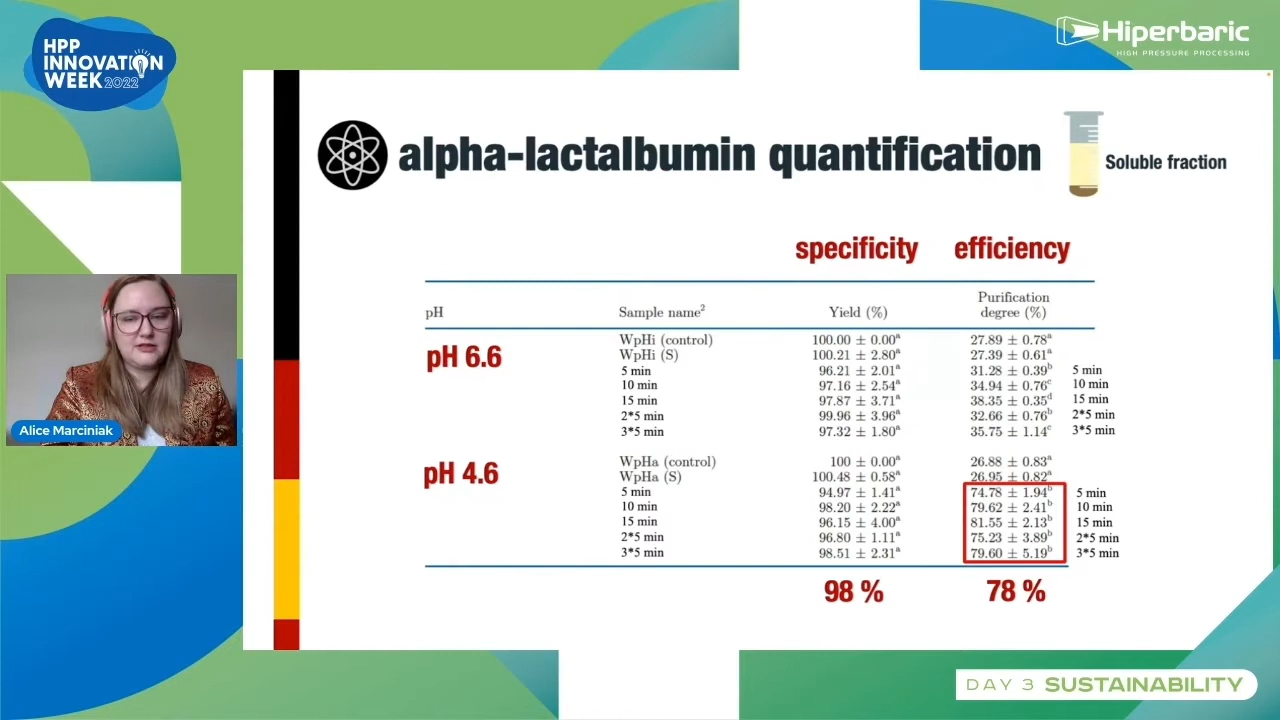 HPP
INNOVATION
WEEK 2022
Hiperbaric
HIGH PRESSURE PROCESSING
alpha-lactalbumin quantification
Soluble fraction
specificity efficiency
pH Sample name² Yield (%) Purification degree (%)
pH 6.6
WpHi (control) 100.00 ± 0.00ᵃ 27.89 ± 0.78ᵃ
WpHi (S) 100.21 ± 2.80ᵃ 27.39 ± 0.61ᵃ
5 min 96.21 ± 2.01ᵃ 31.28 ± 0.39ᵇ 5 min
10 min 97.16 ± 2.54ᵃ 34.94 ± 0.76ᶜ 10 min
15 min 97.87 ± 3.71ᵃ 38.35 ± 0.35ᵈ 15 min
2*5 min 99.96 ± 3.96ᵃ 32.66 ± 0.76ᵇ 2*5 min
3*5 min 97.32 ± 1.80ᵃ 35.75 ± 1.14ᶜ 3*5 min
pH 4.6
WpHa (control) 100 ± 0.00ᵃ 26.88 ± 0.83ᵃ
WpHa (S) 100.48 ± 0.58ᵃ 26.95 ± 0.82ᵃ
5 min 94.97 ± 1.41ᵃ 74.78 ± 1.94ᵇ 5 min
10 min 98.20 ± 2.22ᵃ 79.62 ± 2.41ᵇ 10 min
15 min 96.15 ± 4.00ᵃ 81.55 ± 2.13ᵇ 15 min
2*5 min 96.80 ± 1.11ᵃ 75.23 ± 3.89ᵇ 2*5 min
3*5 min 98.51 ± 2.31ᵃ 79.60 ± 5.19ᵇ 3*5 min
98 % 78 %
Alice Marciniak
DAY 3 SUSTAINABILITY